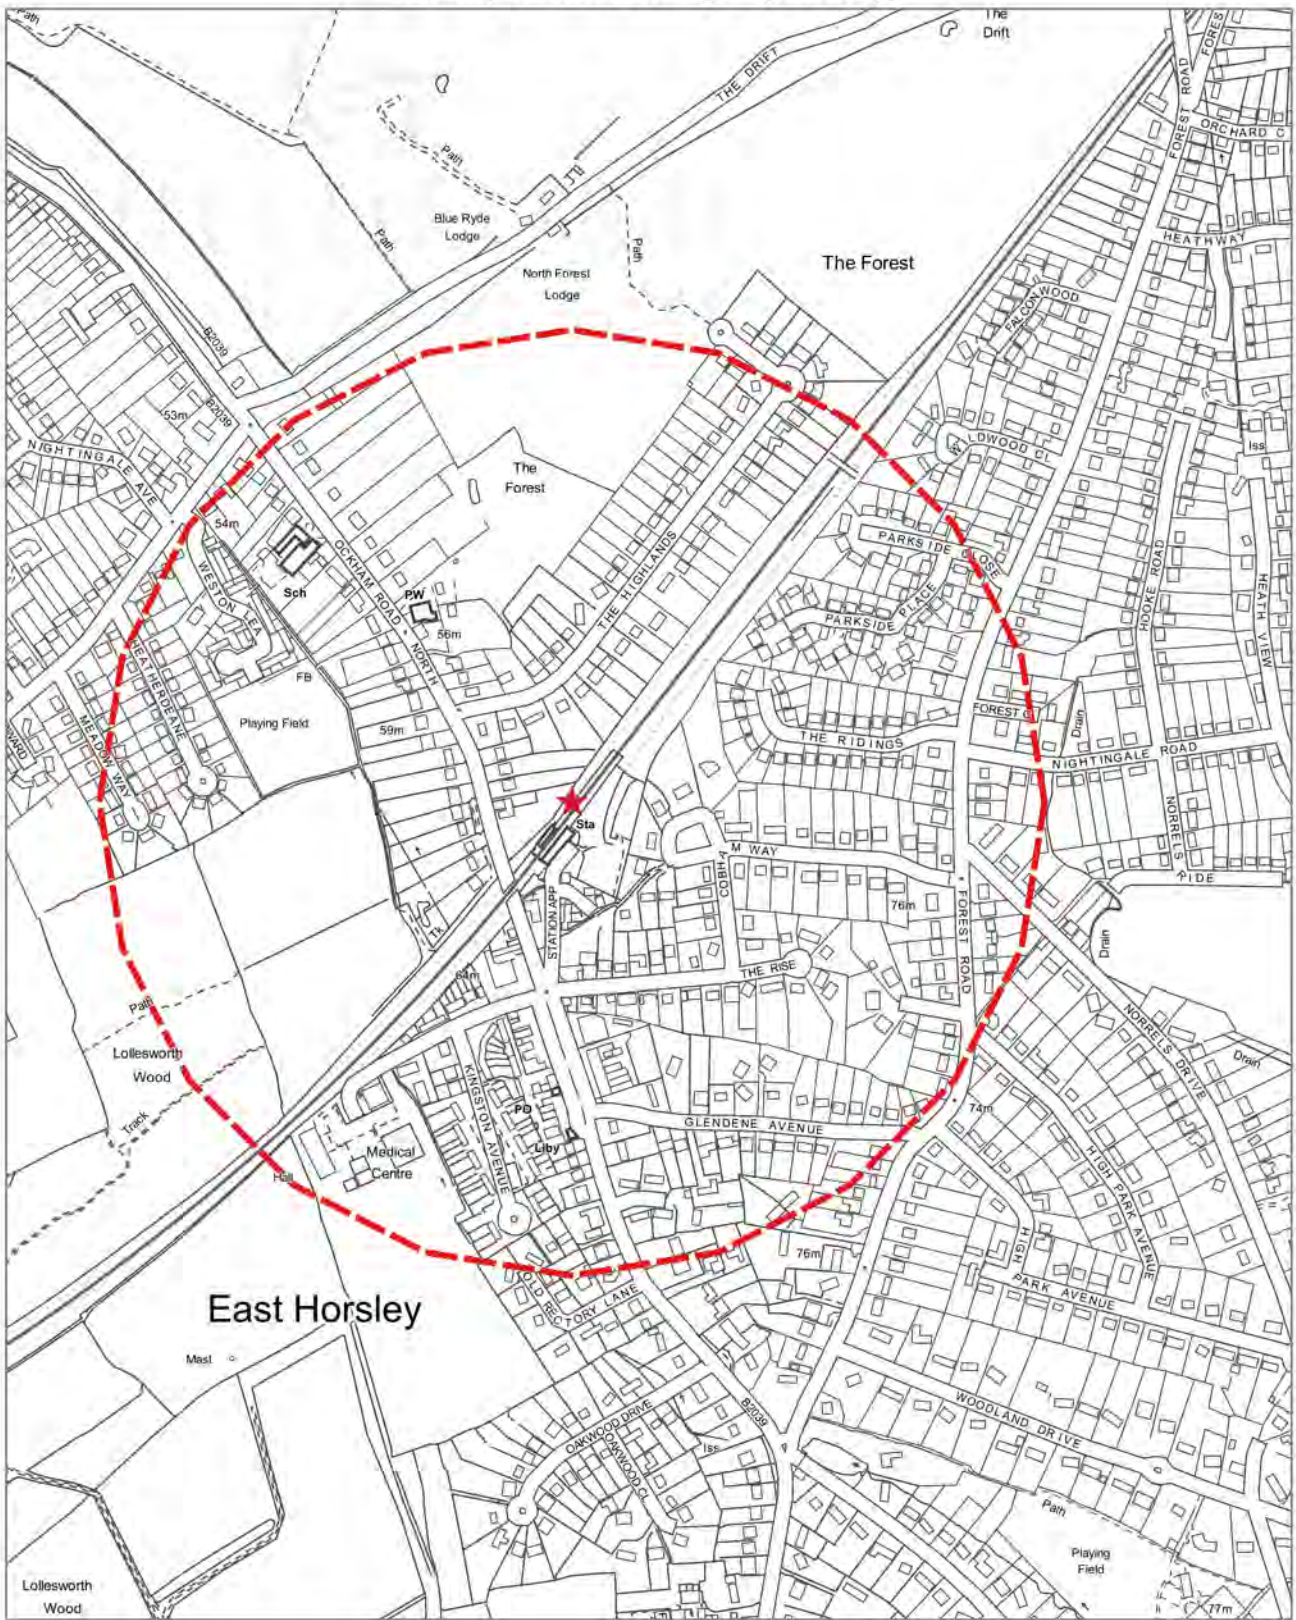 Path
The
Drift
THE DRIFT
FOREST ROAD
FORES
ORCHARD C
Path
Blue Ryde
Lodge
Path
Path
HEATHWAY
North Forest
Lodge
The Forest
FALCON WOOD
B2039
B2039
53m
NIGHTINGALE AVE
WILDWOOD CL
Iss
The
Forest
54m
OCKHAM ROAD NORTH
PARKSIDE CLOSE
WESTON LEA
Sch
PW
THE HIGHLANDS
PARKSIDE PLACE
HOOKE ROAD
HEATH VIEW
56m
HEATHERDEANE
FB
MEADOW WAY
Playing Field
59m
FOREST C
Drain
THE RIDINGS
NIGHTINGALE ROAD
WARD
Sta
NORRELS RIDE
COBHAM WAY
76m
STATION APP
FOREST ROAD
Tk
Drain
64m
THE RISE
Path
Lollesworth
Wood
NORRELS DRIVE
Drain
Track
KINGSTON AVENUE
PO
74m
GLENDENE AVENUE
Medical
Centre
Liby
Hall
HIGH PARK AVENUE
HIGH PARK AVENUE
76m
OLD RECTORY LANE
East Horsley
Mast
B2039
WOODLAND DRIVE
OAKWOOD DRIVE
OAKWOOD CL
Iss
Path
Playing
Field
Lollesworth
Wood
77m